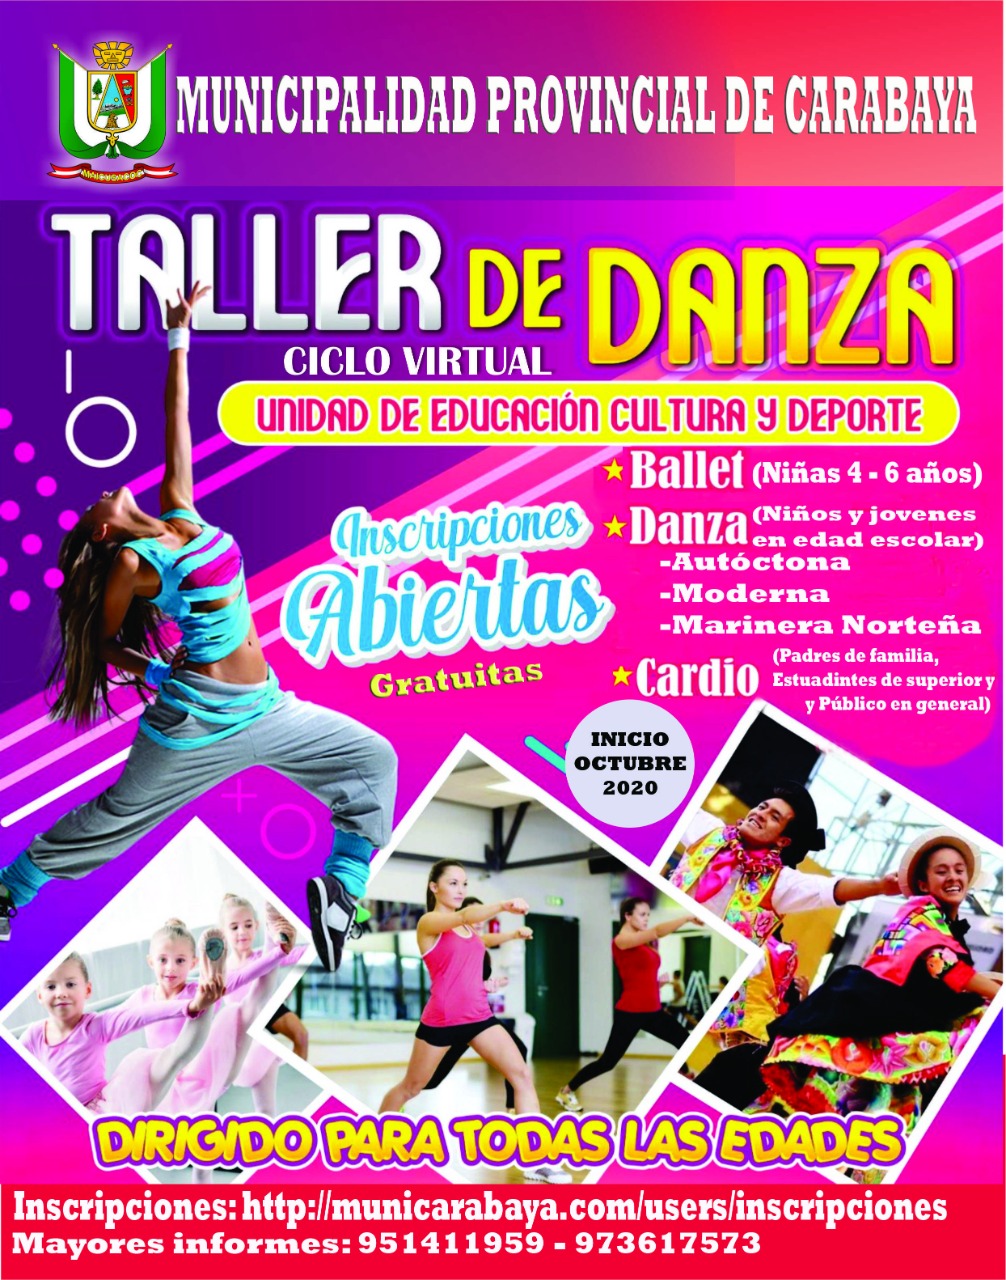 MUNICIPALIDAD PROVINCIAL DE CARABAYA
MAICUSACOC
TALLER DE DANZA
CICLO VIRTUAL
UNIDAD DE EDUCACIÓN CULTURA Y DEPORTE
Ballet (Niñas 4 - 6 años)
Danza (Niños y jovenes
en edad escolar)
-Autóctona
-Moderna
-Marinera Norteña
Inscripciones
Abiertas
Gratuitas
Cardio (Padres de familia,
Estuadintes de superior y
y Público en general)
INICIO
OCTUBRE
2020
DIRIGIDO PARA TODAS LAS EDADES
Inscripciones: http://municarabaya.com/users/inscripciones
Mayores informes: 951411959 - 973617573